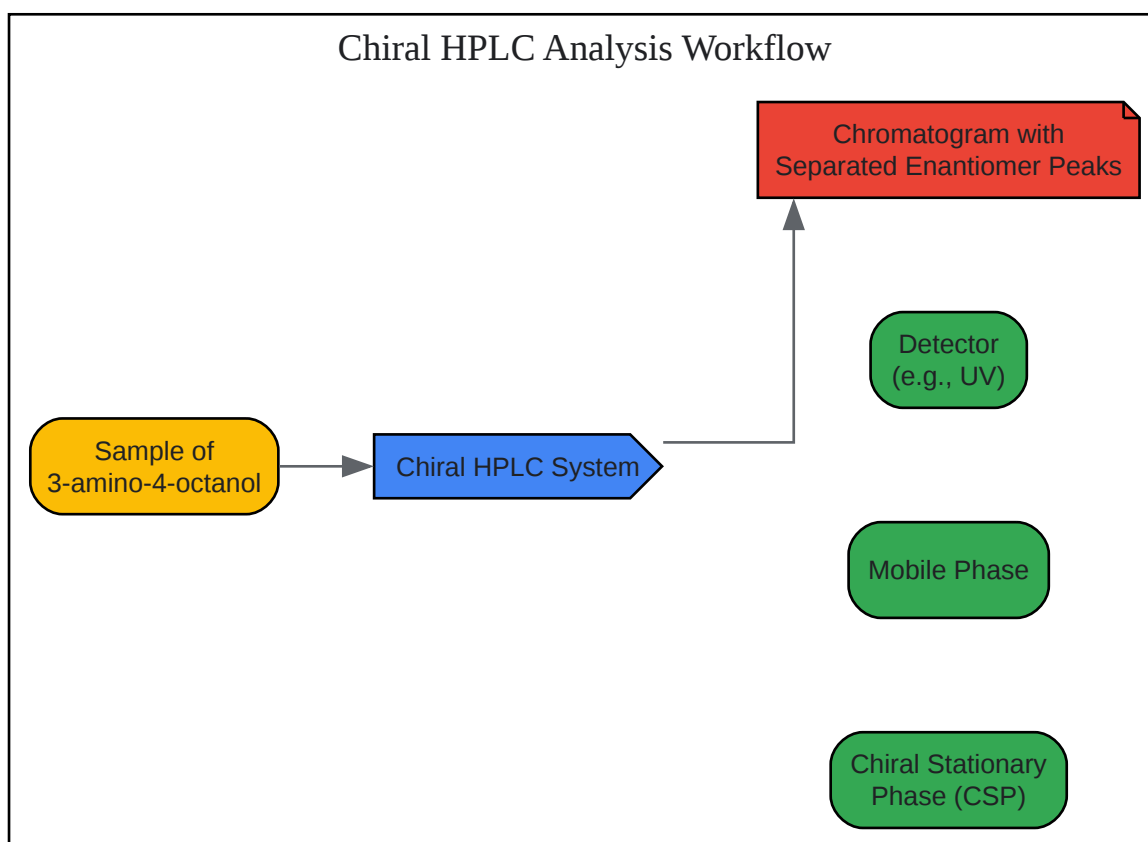 Chiral HPLC Analysis Workflow
Chromatogram with
Separated Enantiomer Peaks
Detector
(e.g., UV)
Sample of
3-amino-4-octanol
Chiral HPLC System
Mobile Phase
Chiral Stationary
Phase (CSP)